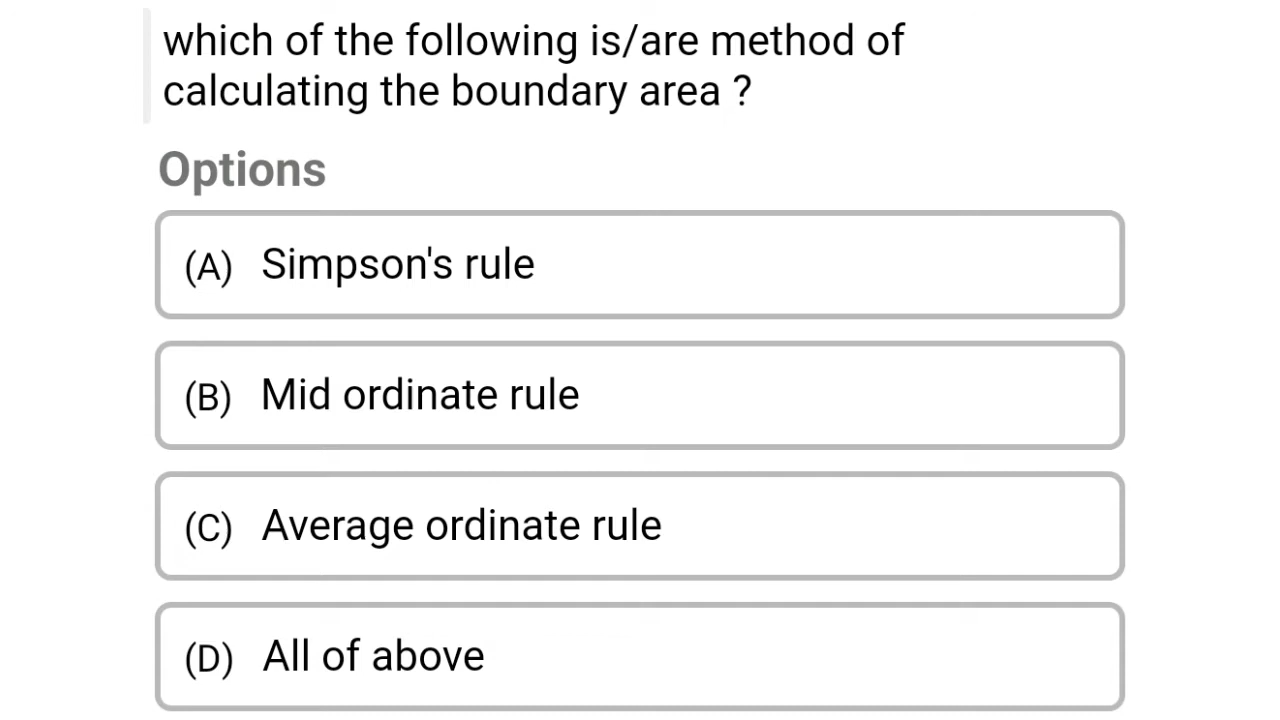 which of the following is/are method of
calculating the boundary area ?
Options
(A) Simpson's rule
(B) Mid ordinate rule
(C) Average ordinate rule
(D) All of above